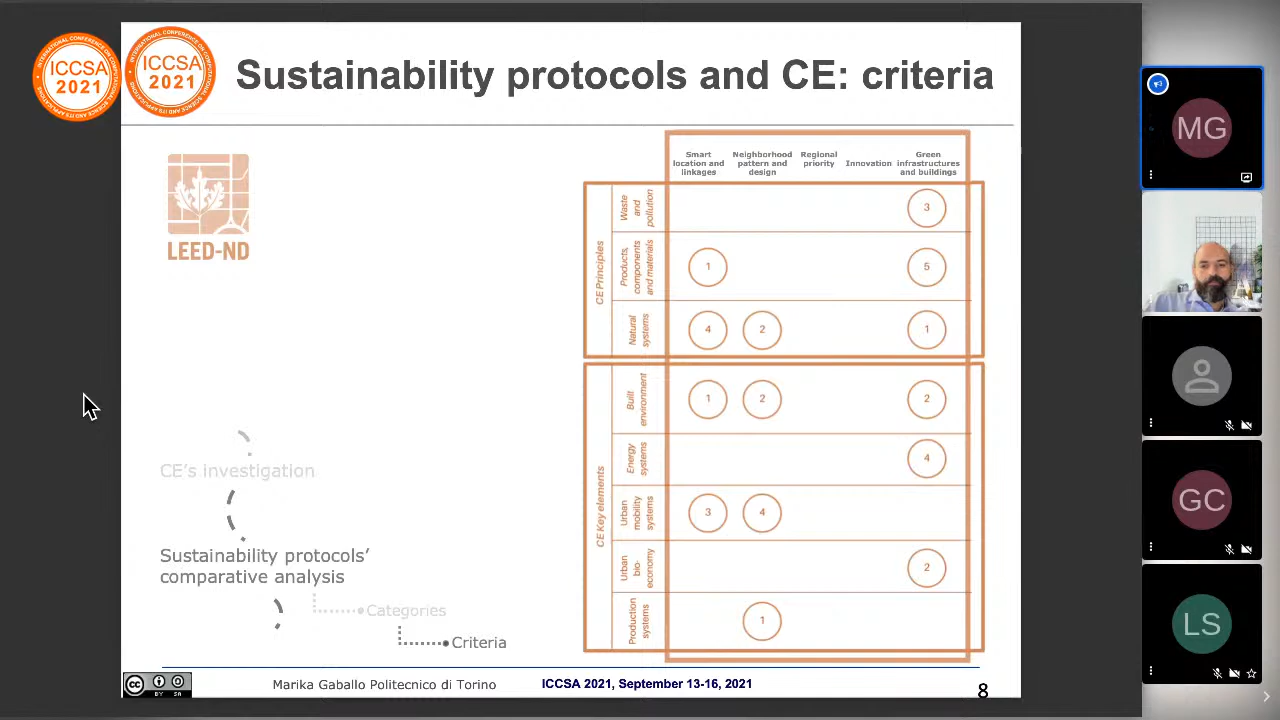 ICCSA
2021
ICCSA
2021
Sustainability protocols and CE: criteria
LEED-ND
Smart
location and
linkages
Neighborhood
pattern and
design
Regional
priority
Innovation
Green
infrastructures
and buildings
CE Principles
Waste
and
pollution
3
Products,
components
and materials
1
5
Natural
systems
4
2
1
CE Key elements
Built
environment
1
2
2
Energy
systems
4
Urban
mobility
systems
3
4
Urban
bio-
economy
2
Production
systems
1
CE's investigation
Sustainability protocols'
comparative analysis
Categories
Criteria
cc
BY SA
Marika Gaballo Politecnico di Torino
ICCSA 2021, September 13-16, 2021
8
MG
GC
LS